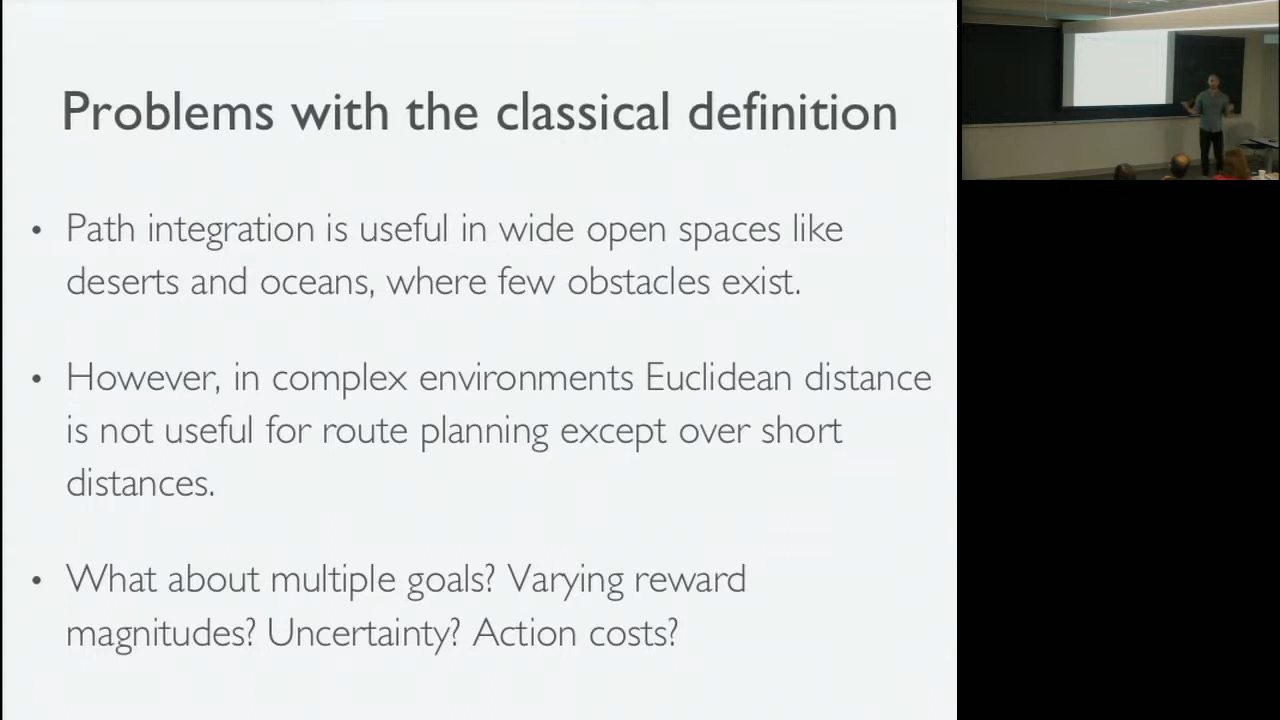 Problems with the classical definition
• Path integration is useful in wide open spaces like
deserts and oceans, where few obstacles exist.
• However, in complex environments Euclidean distance
is not useful for route planning except over short
distances.
• What about multiple goals? Varying reward
magnitudes? Uncertainty? Action costs?